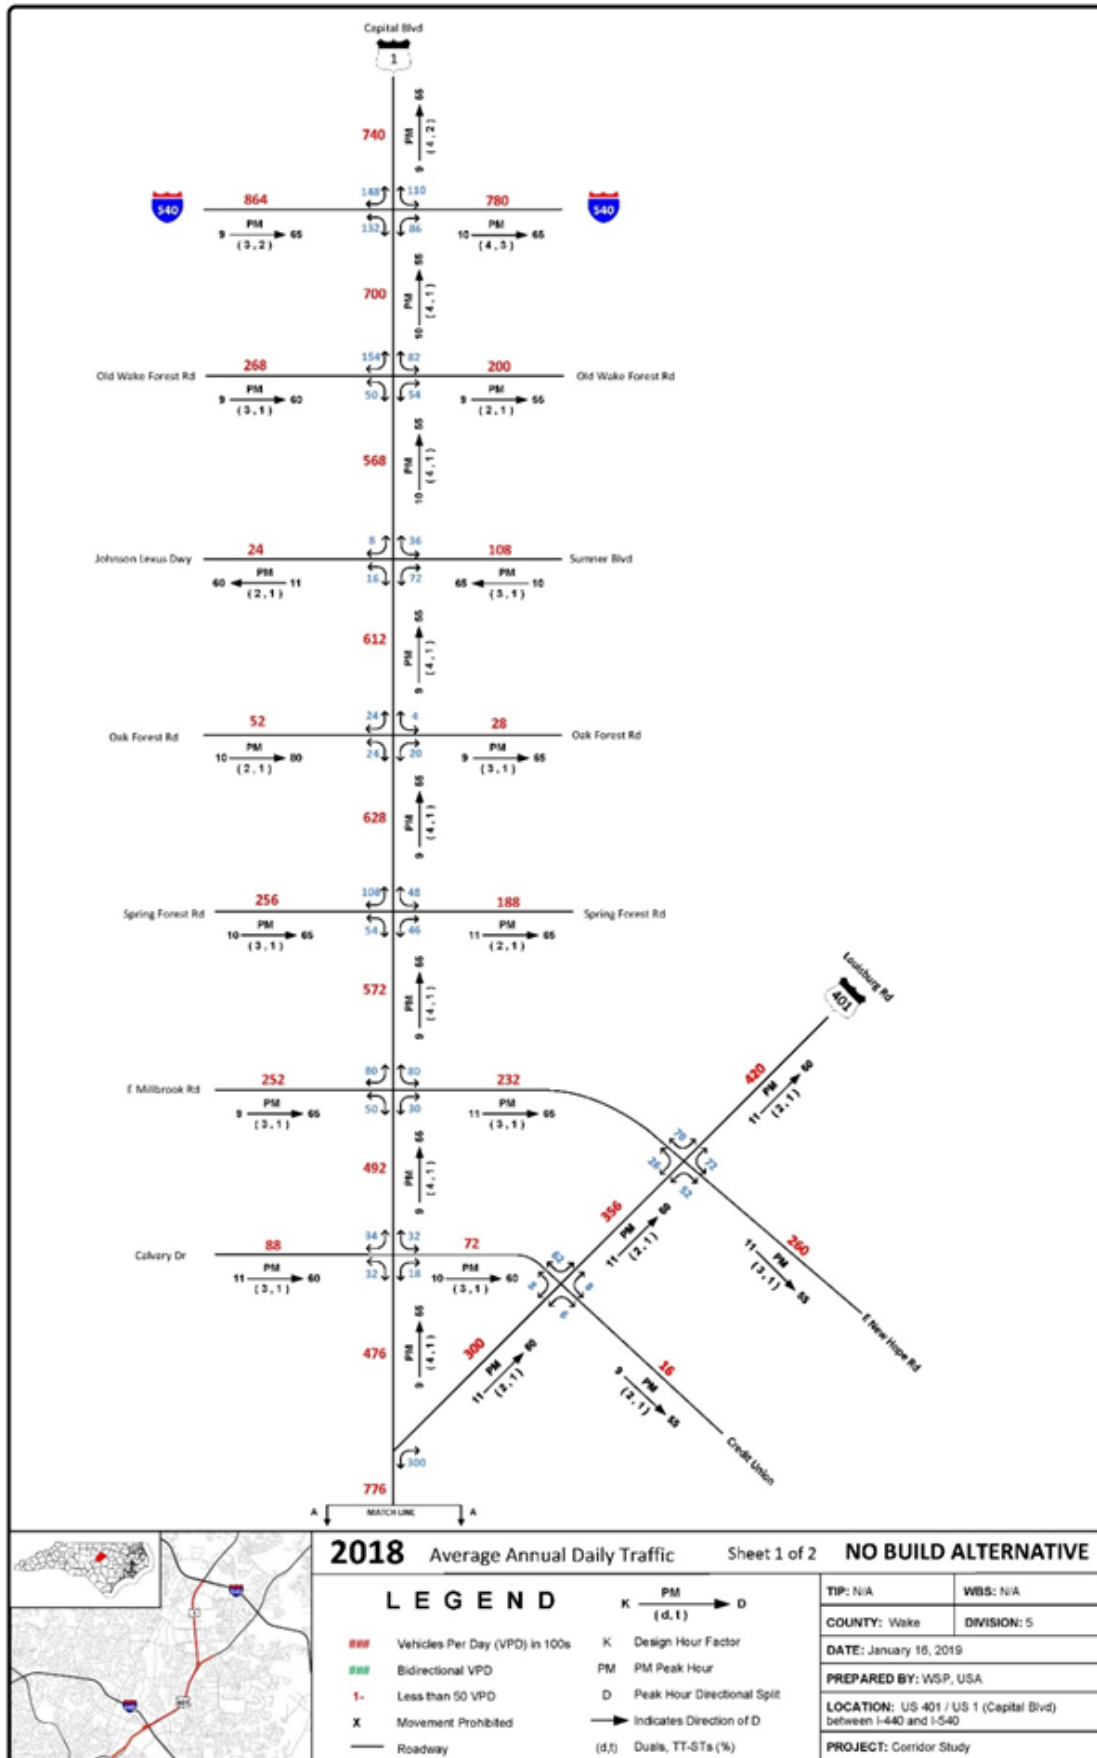 Capital Blvd
1
740
9 PM 55
(4,2)
148 110
540 864 780 540
132 86
9 PM 65
(3,2)
10 PM 65
(4,3)
700
10 PM 55
(4,1)
154 82
Old Wake Forest Rd 268 200 Old Wake Forest Rd
50 54
9 PM 60
(3,1)
9 PM 55
(2,1)
568
10 PM 55
(4,1)
8 36
Johnson Lexus Dwy 24 108 Sumner Blvd
16 72
60 PM 11
(2,1)
65 PM 10
(3,1)
612
9 PM 55
(4,1)
24 4
Oak Forest Rd 52 28 Oak Forest Rd
24 20
10 PM 80
(2,1)
9 PM 65
(3,1)
628
9 PM 55
(4,1)
108 48
Spring Forest Rd 256 188 Spring Forest Rd
54 46
10 PM 65
(3,1)
11 PM 65
(2,1)
572
9 PM 55
(4,1)
Louisburg Rd
401
420
11 PM 60
(2,1)
80 80
E Millbrook Rd 252 232
50 30
9 PM 65
(3,1)
11 PM 65
(3,1)
70
26 72
52
492
9 PM 55
(4,1)
356
11 PM 60
(2,1)
260
11 PM 55
(3,1)
E New Hope Rd
34 32
Calvary Dr 88 72
32 18
11 PM 60
(3,1)
10 PM 60
(3,1)
62
8 8
6
476
9 PM 55
(4,1)
300
11 PM 60
(2,1)
16
9 PM 55
(2,1)
Credit Union
300
776
A MATCH LINE A
2018 Average Annual Daily Traffic Sheet 1 of 2 NO BUILD ALTERNATIVE
LEGEND
### Vehicles Per Day (VPD) in 100s
### Bidirectional VPD
1- Less than 50 VPD
X Movement Prohibited
Roadway
K PM D
(d,t)
K Design Hour Factor
PM PM Peak Hour
D Peak Hour Directional Split
Indicates Direction of D
(d,t) Duals, TT-STs (%)
TIP: N/A WBS: N/A
COUNTY: Wake DIVISION: 5
DATE: January 16, 2019
PREPARED BY: WSP, USA
LOCATION: US 401 / US 1 (Capital Blvd)
between I-440 and I-540
PROJECT: Corridor Study